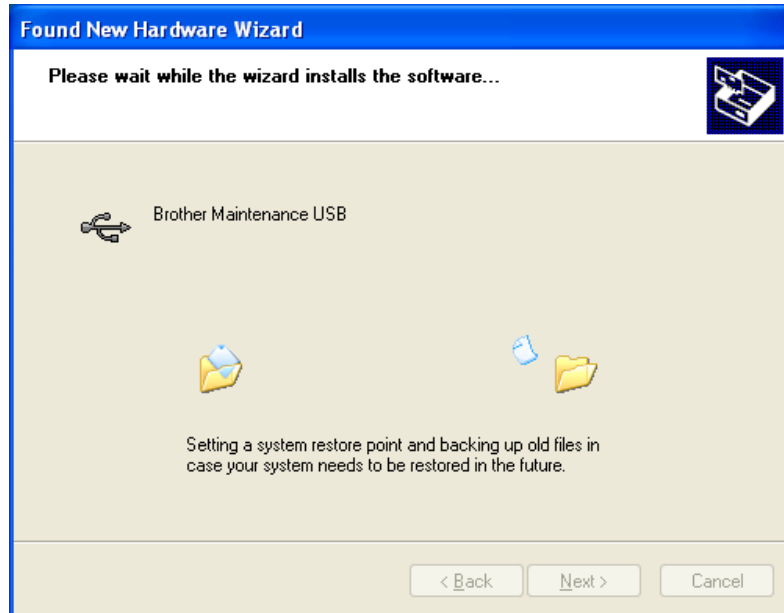 Found New Hardware Wizard
Please wait while the wizard installs the software...
Brother Maintenance USB
Setting a system restore point and backing up old files in
case your system needs to be restored in the future.
< Back Next > Cancel